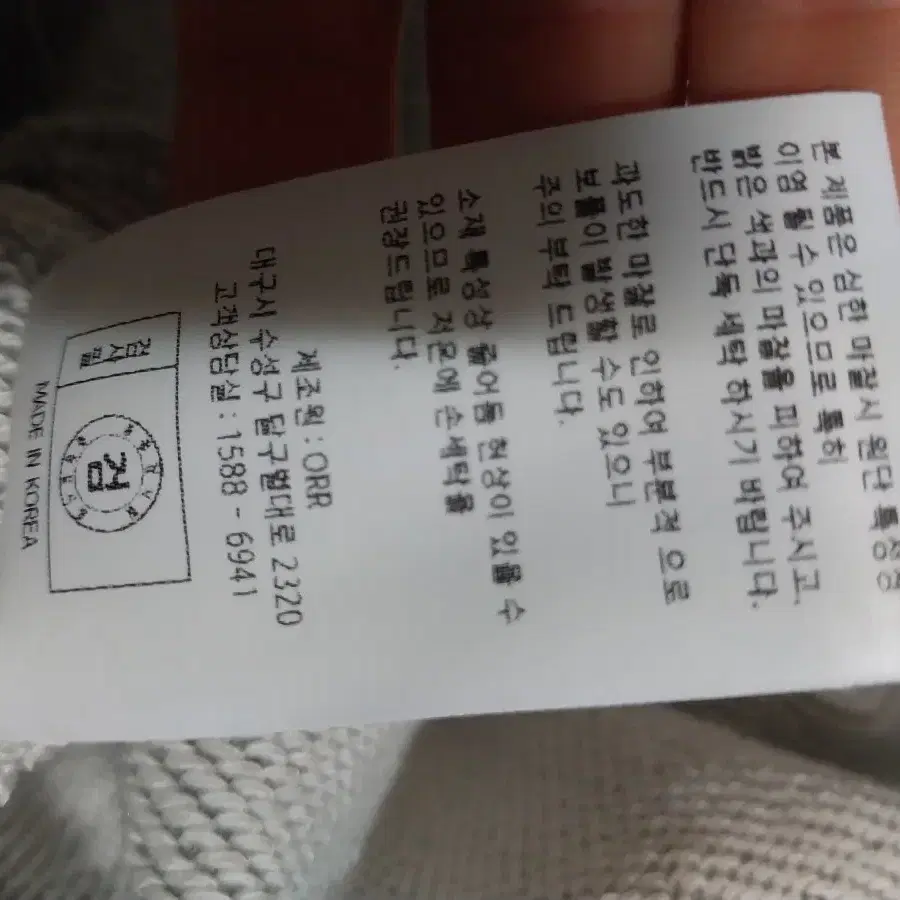 본 제품은 심한 마찰시 원단 특성상
이염 될수 있으므로 특히
밝은 색과의 마찰을 피하여 주시고.
반드시 단독 세탁 하시기 바랍니다.
과도한 마찰로 인하여 부분적 으로
보풀이 발생할 수도 있으니
주의 부탁 드립니다.
소재 특성상 줄어듬 현상이 있을 수
있으므로 저온에 손세탁을
권장드립니다.
제조원: ORR
대구시 수성구 달구벌대로 2320
고객상담실: 1588 - 6941
검사필
검
MADE IN KOREA